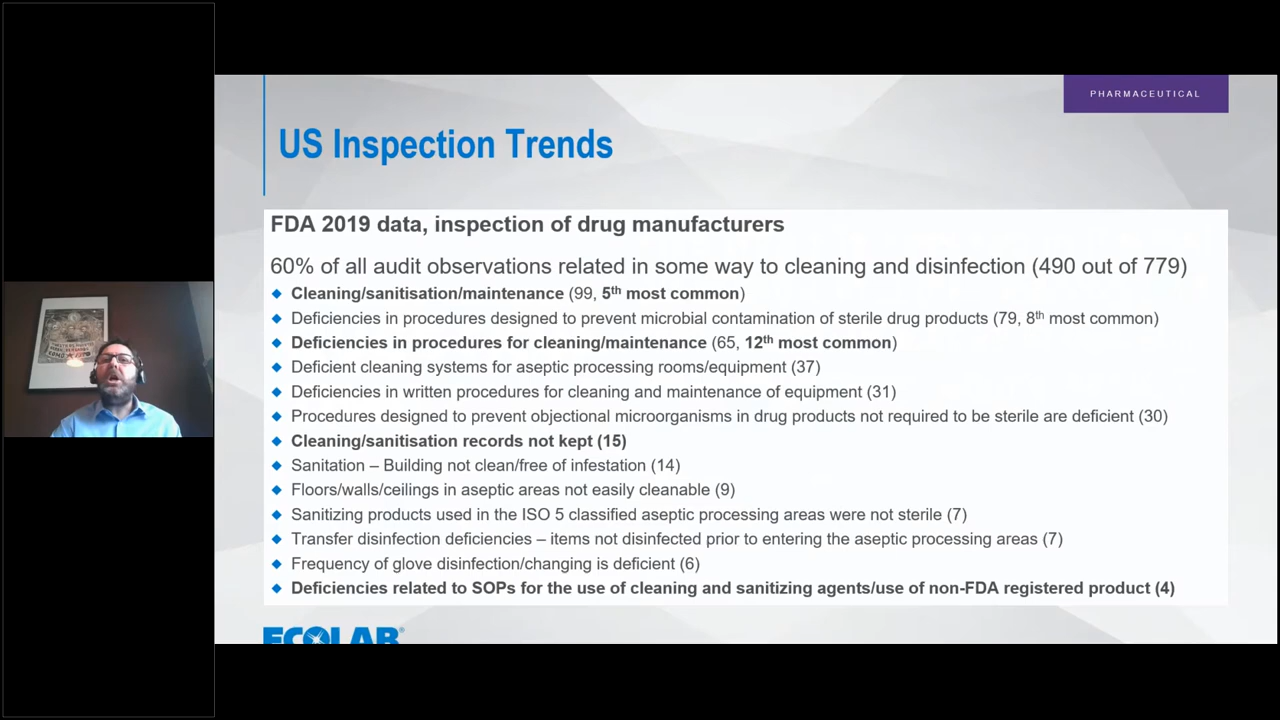 PHARMACEUTICAL
US Inspection Trends
FDA 2019 data, inspection of drug manufacturers
60% of all audit observations related in some way to cleaning and disinfection (490 out of 779)
Cleaning/sanitisation/maintenance (99, 5th most common)
Deficiencies in procedures designed to prevent microbial contamination of sterile drug products (79, 8th most common)
Deficiencies in procedures for cleaning/maintenance (65, 12th most common)
Deficient cleaning systems for aseptic processing rooms/equipment (37)
Deficiencies in written procedures for cleaning and maintenance of equipment (31)
Procedures designed to prevent objectional microorganisms in drug products not required to be sterile are deficient (30)
Cleaning/sanitisation records not kept (15)
Sanitation – Building not clean/free of infestation (14)
Floors/walls/ceilings in aseptic areas not easily cleanable (9)
Sanitizing products used in the ISO 5 classified aseptic processing areas were not sterile (7)
Transfer disinfection deficiencies – items not disinfected prior to entering the aseptic processing areas (7)
Frequency of glove disinfection/changing is deficient (6)
Deficiencies related to SOPs for the use of cleaning and sanitizing agents/use of non-FDA registered product (4)
ECOLAB®